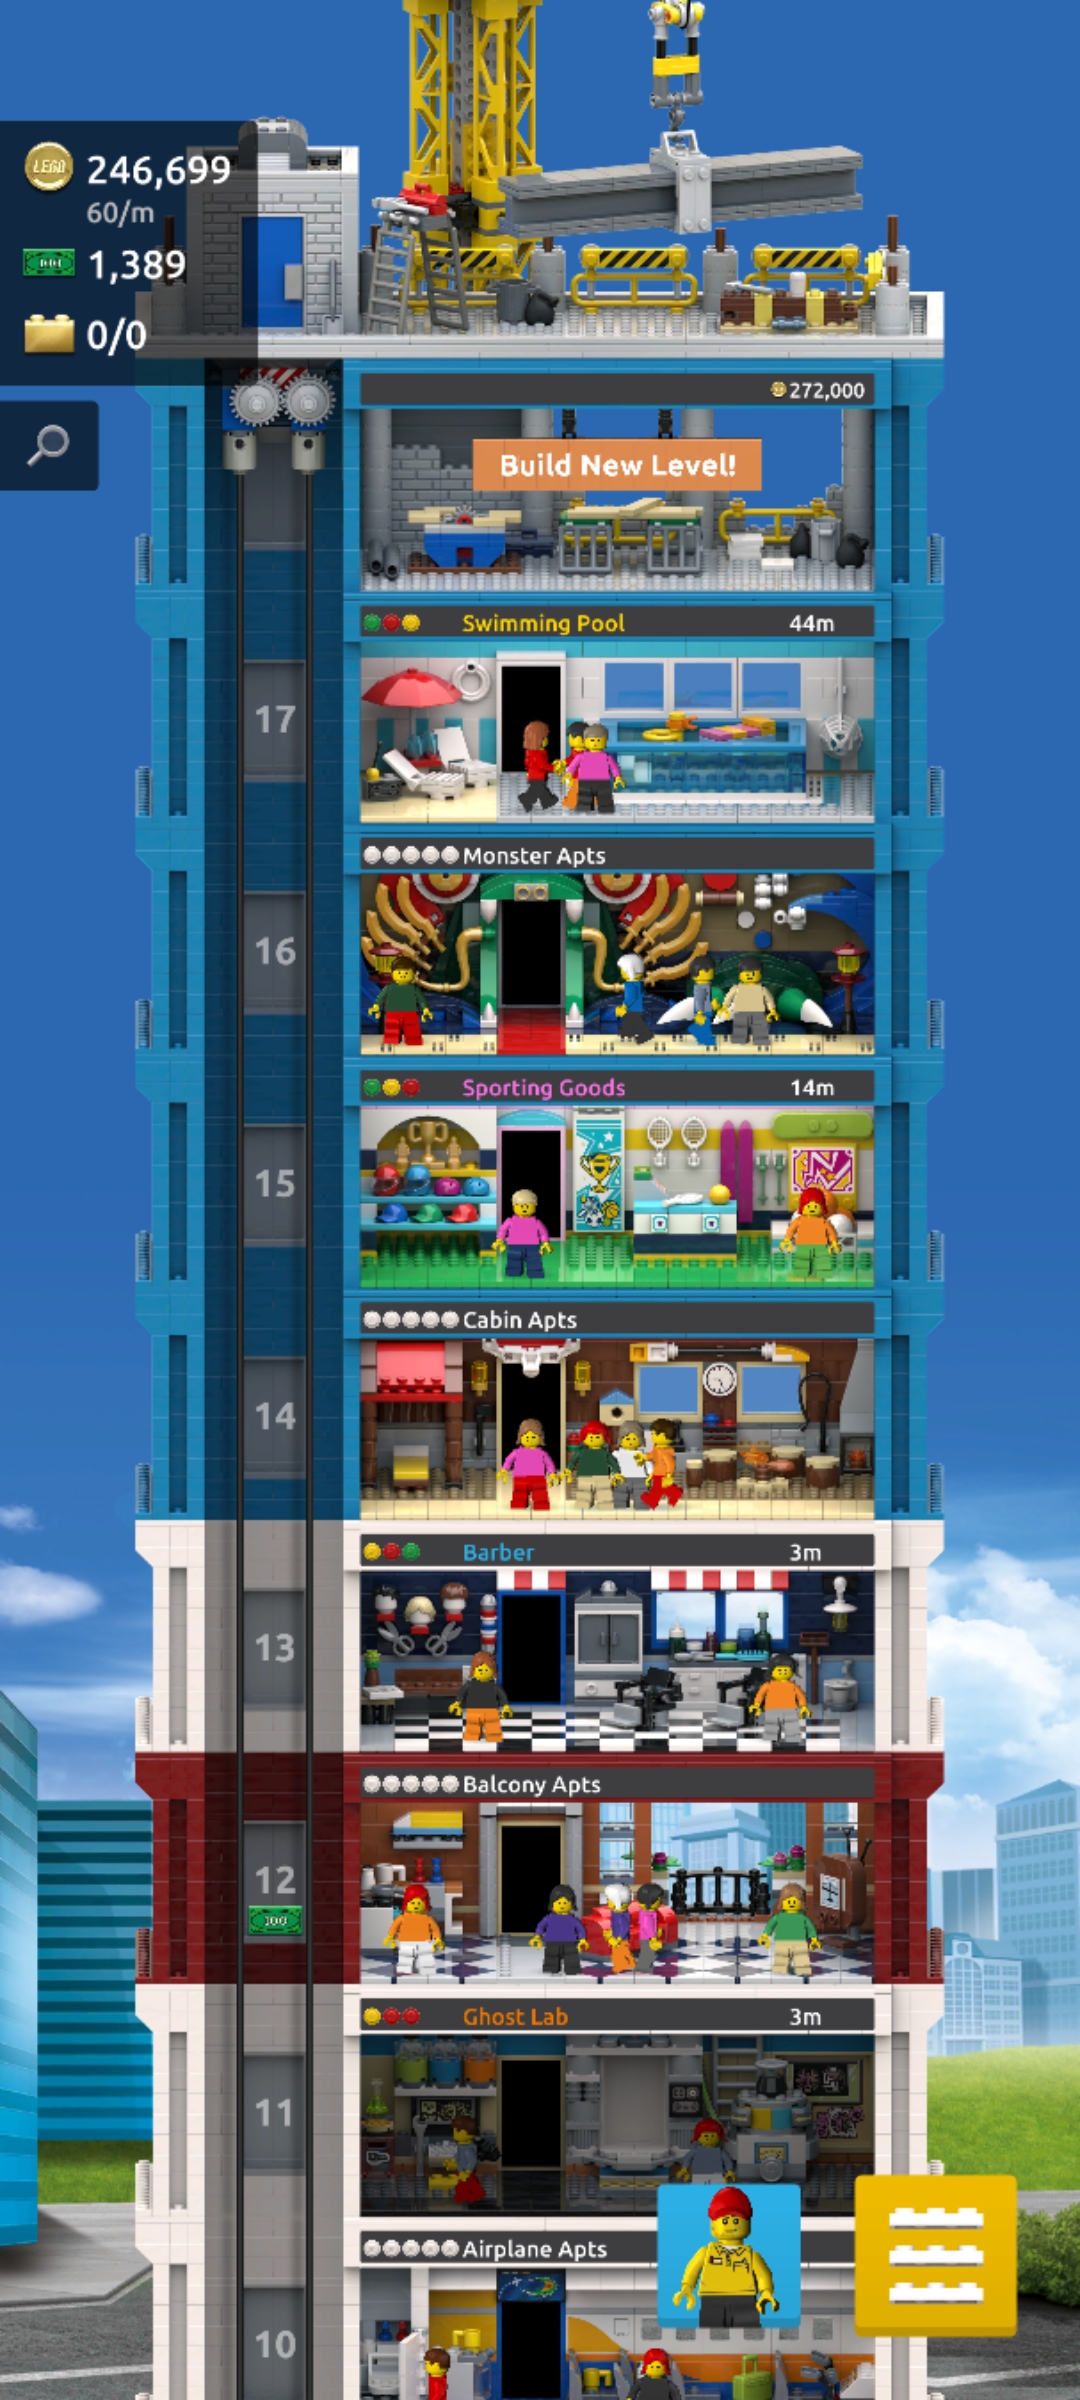 LEGO
246,699
60/m
1,389
0/0
272,000
Build New Level!
Swimming Pool 44m
17
Monster Apts
16
Sporting Goods 14m
15
Cabin Apts
14
Barber 3m
13
Balcony Apts
12
100
Ghost Lab 3m
11
Airplane Apts
10